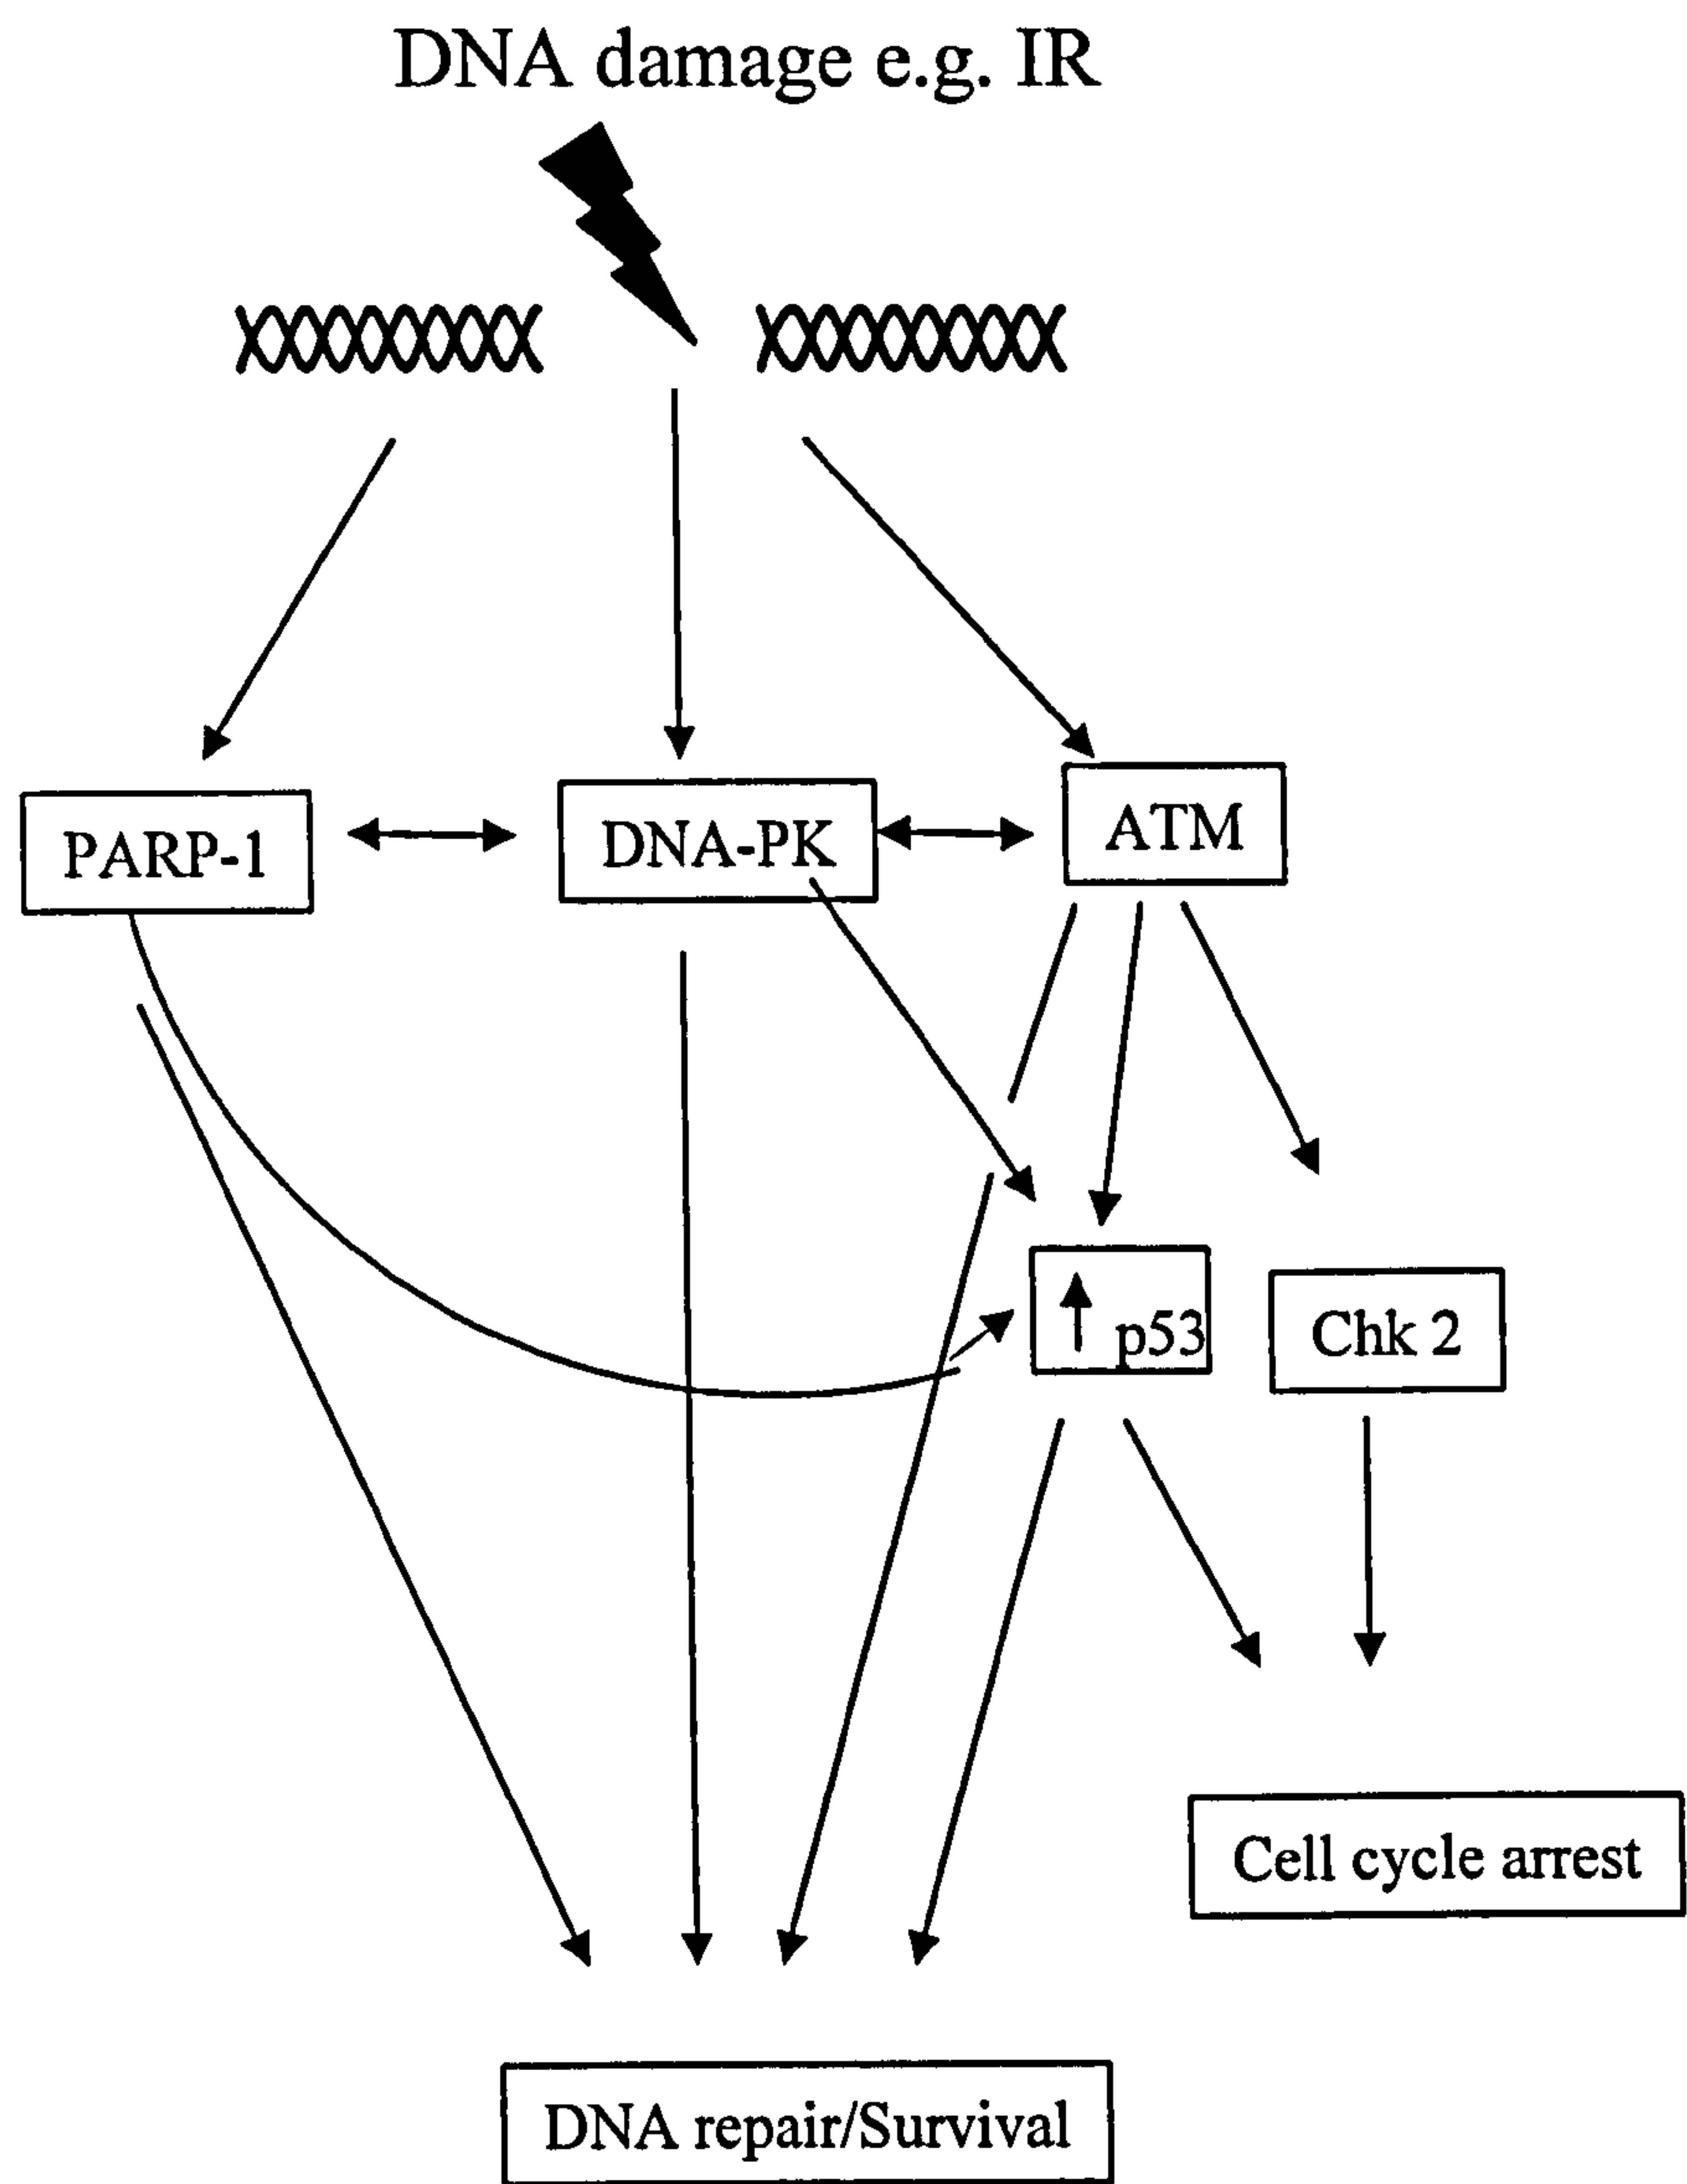 DNA damage e.g. IR
PARP-1
DNA-PK
ATM
p53
Chk 2
Cell cycle arrest
DNA repair/Survival